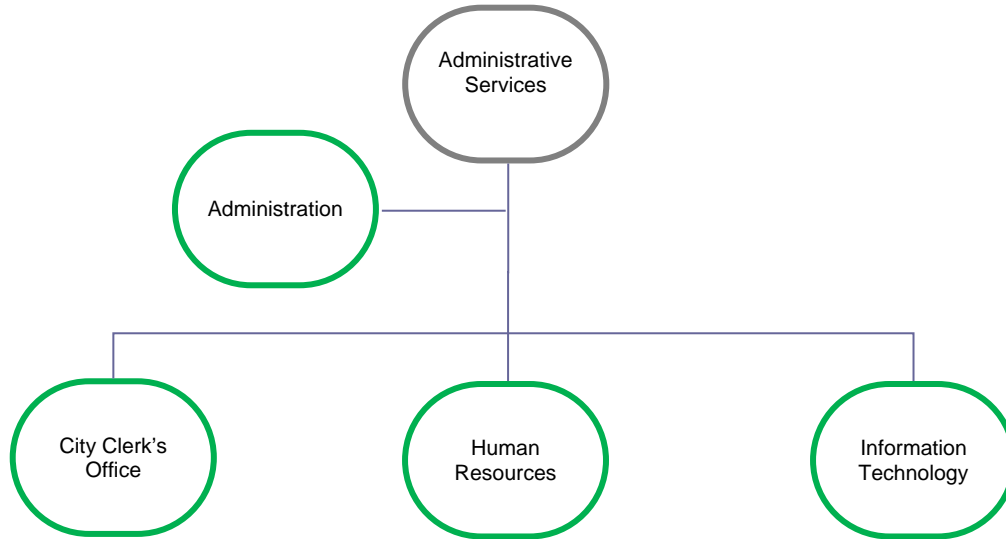 Administrative
Services
Administration
City Clerk’s
Office
Human
Resources
Information
Technology